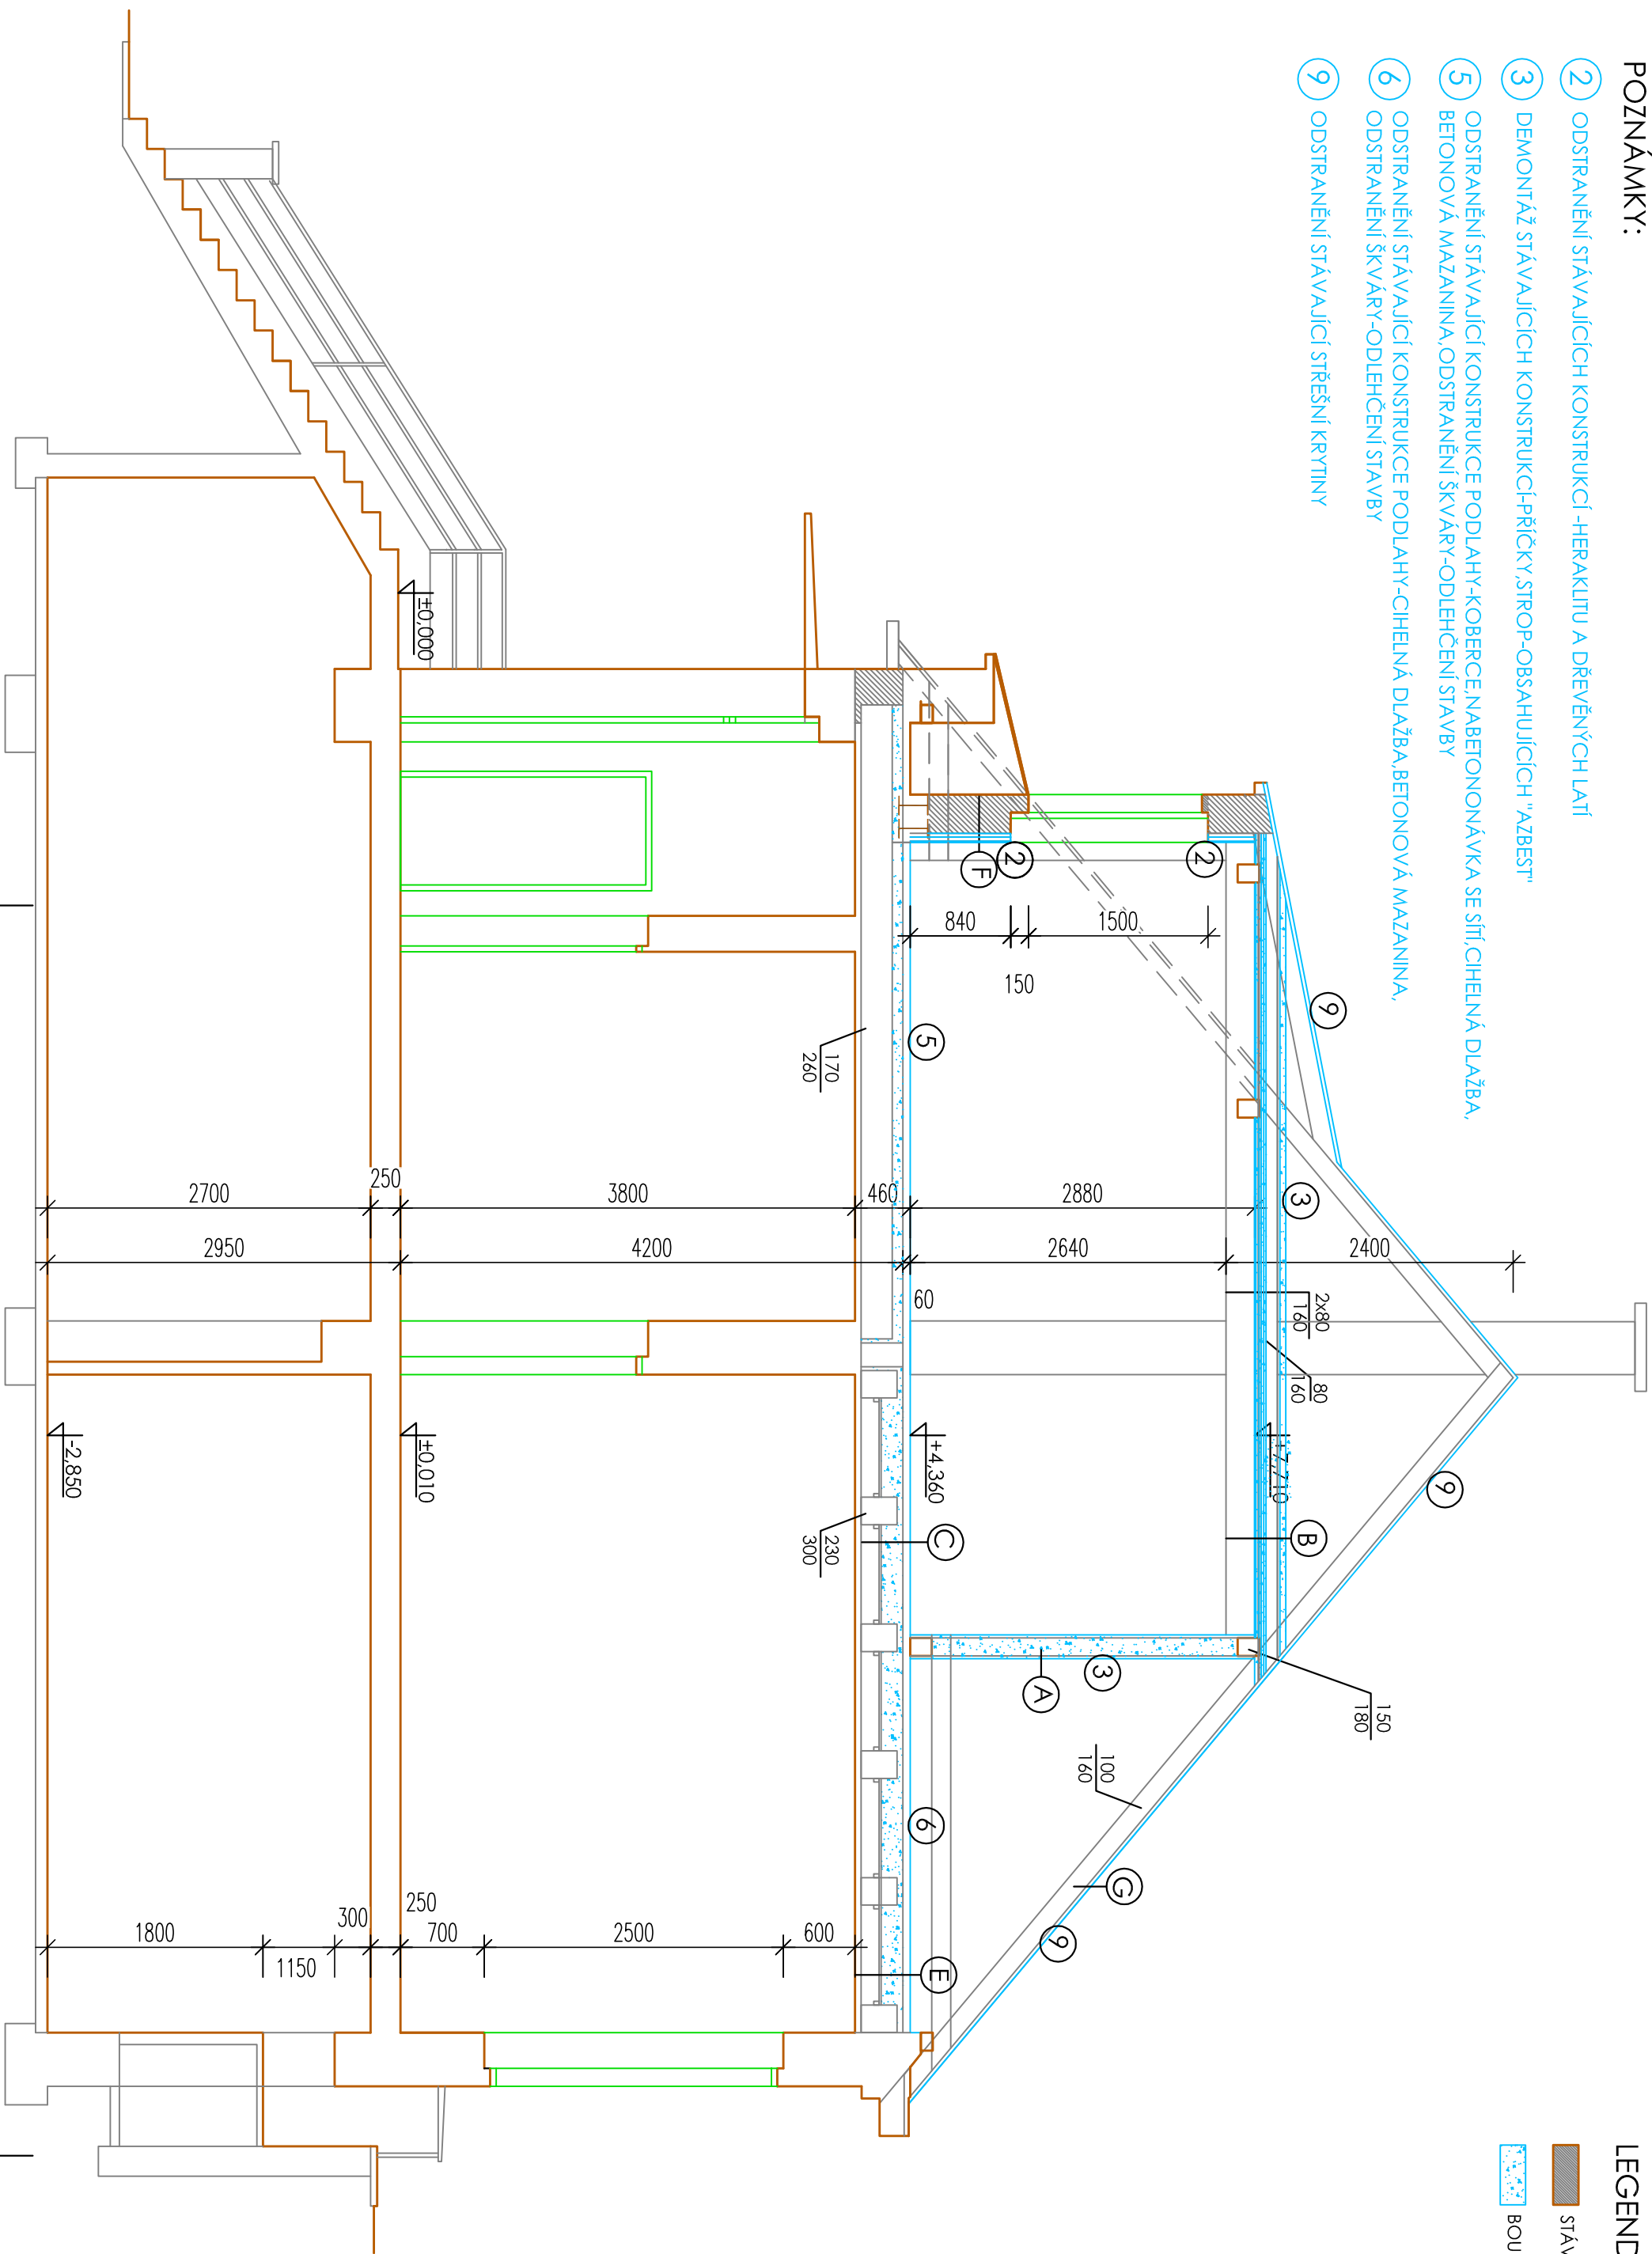 POZNÁMKY:
2 ODSTRANĚNÍ STÁVAJÍCÍCH KONSTRUKCÍ -HERAKLITU A DŘEVĚNÝCH LATÍ
3 DEMONTÁŽ STÁVAJÍCÍCH KONSTRUKCÍ-PŘÍČKY,STROP-OBSAHUJÍCÍCH "AZBEST"
5 ODSTRANĚNÍ STÁVAJÍCÍ KONSTRUKCE PODLAHY-KOBERCE,NABETONONÁVKA SE SÍTÍ,CIHELNÁ DLAŽBA,
BETONOVÁ MAZANINA,ODSTRANĚNÍ ŠKVÁRY-ODLEHČENÍ STAVBY
6 ODSTRANĚNÍ STÁVAJÍCÍ KONSTRUKCE PODLAHY-CIHELNÁ DLAŽBA,BETONOVÁ MAZANINA,
ODSTRANĚNÍ ŠKVÁRY-ODLEHČENÍ STAVBY
9 ODSTRANĚNÍ STÁVAJÍCÍ STŘEŠNÍ KRYTINY
LEGEND
STÁV
BOU
9
3
9
2400
2x80
160
80
160
+7,710
B
2
2
F
1500
840
150
2880
2640
150
180
3
A
100
160
G
9
5
460
60
+4,360
C
6
E
170
260
230
300
±0,000
3800
4200
±0,010
600
2500
700
250
250
300
2700
2950
-2,850
1150
1800